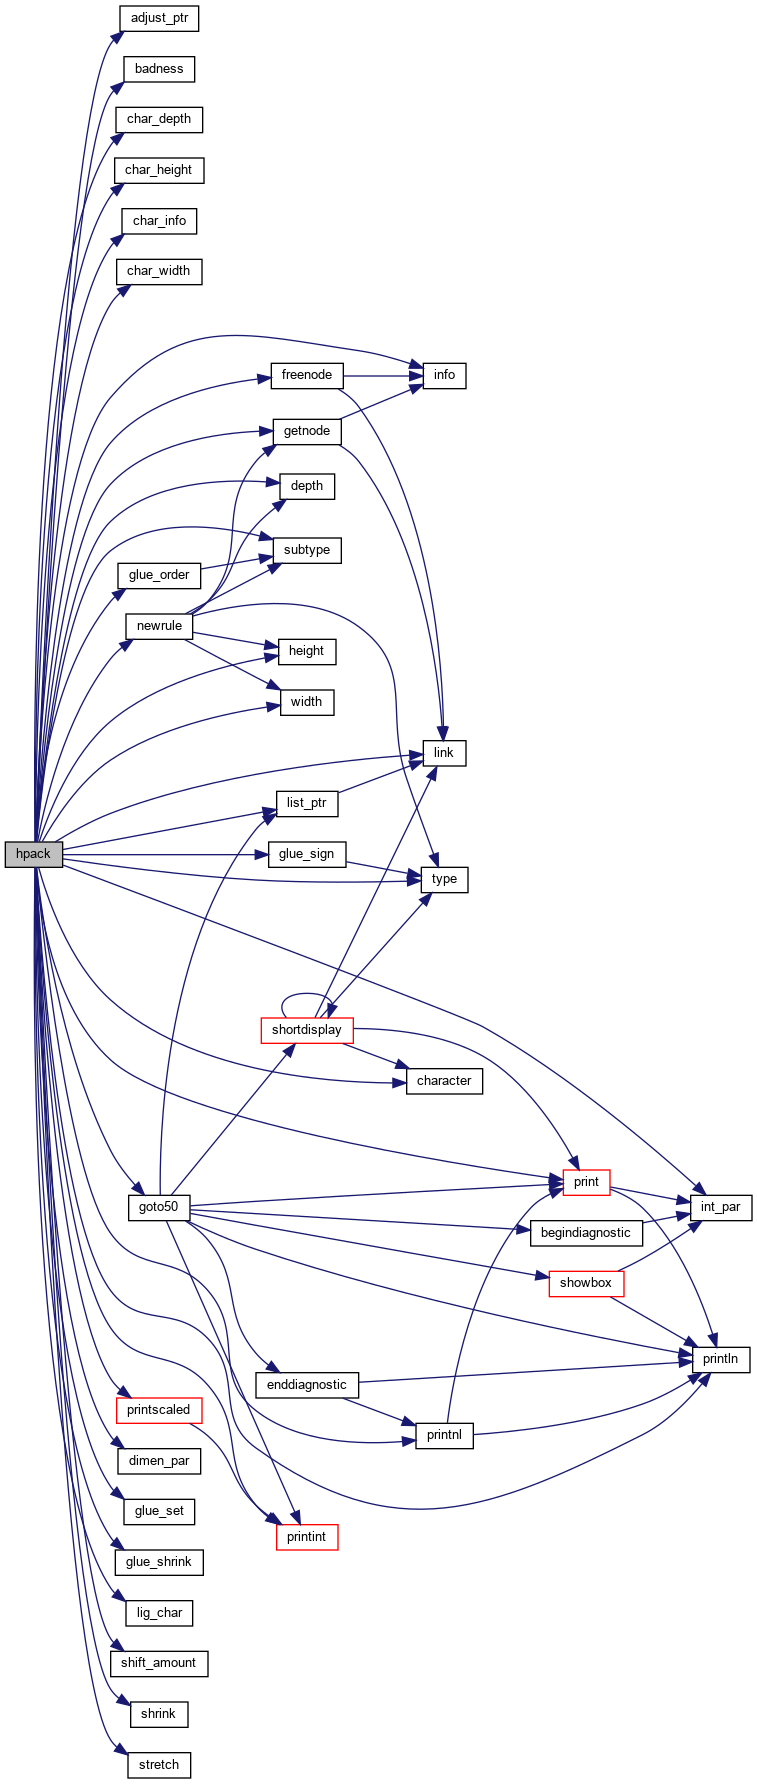 adjust_ptr
badness
char_depth
char_height
char_info
char_width
freenode
info
getnode
depth
subtype
glue_order
newrule
height
width
link
list_ptr
hpack
glue_sign
type
shortdisplay
character
print
goto50
int_par
begindiagnostic
showbox
println
enddiagnostic
printscaled
printnl
dimen_par
glue_set
printint
glue_shrink
lig_char
shift_amount
shrink
stretch